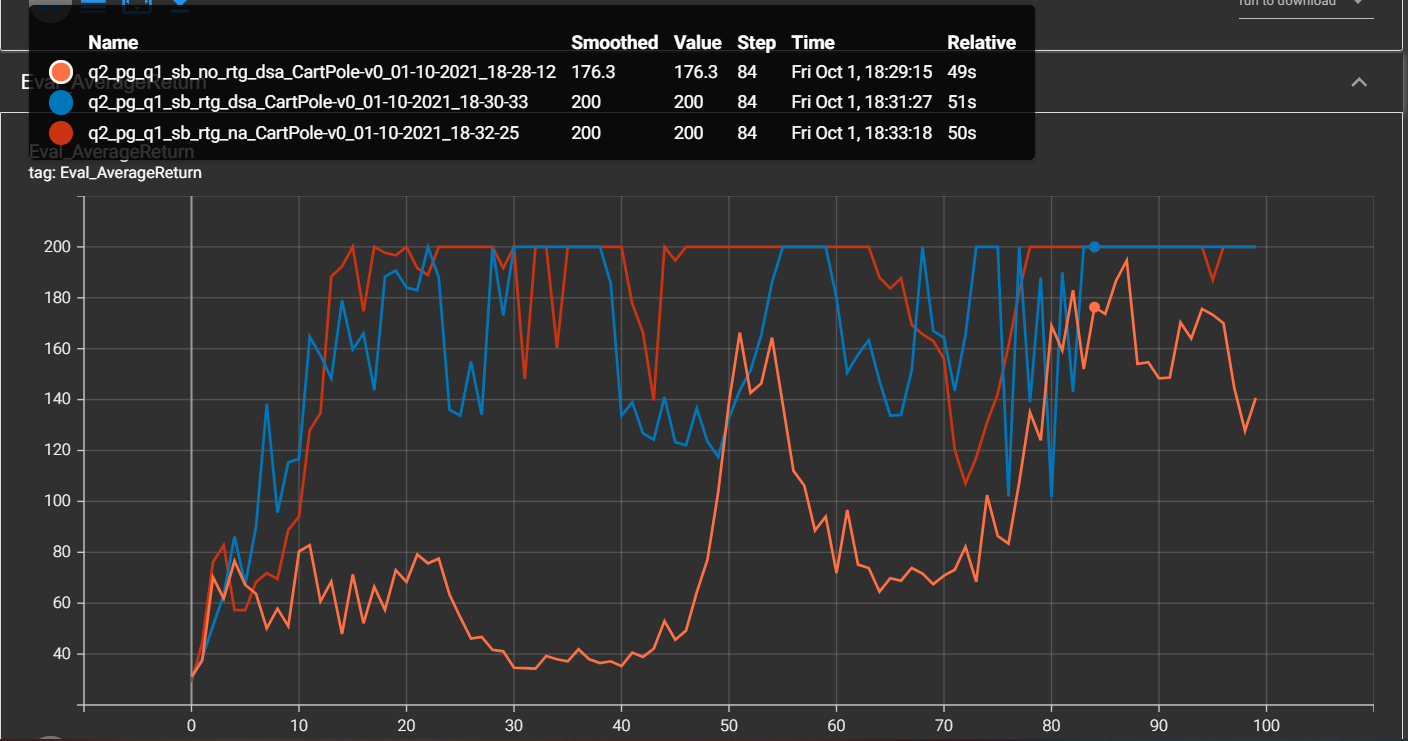 run to download
Name Smoothed Value Step Time Relative
q2_pg_q1_sb_no_rtg_dsa_CartPole-v0_01-10-2021_18-28-12 176.3 176.3 84 Fri Oct 1, 18:29:15 49s
Eval_AverageReturn
q2_pg_q1_sb_rtg_dsa_CartPole-v0_01-10-2021_18-30-33 200 200 84 Fri Oct 1, 18:31:27 51s
q2_pg_q1_sb_rtg_na_CartPole-v0_01-10-2021_18-32-25 200 200 84 Fri Oct 1, 18:33:18 50s
Eval_AverageReturn
tag: Eval_AverageReturn
200
180
160
140
120
100
80
60
40
0 10 20 30 40 50 60 70 80 90 100